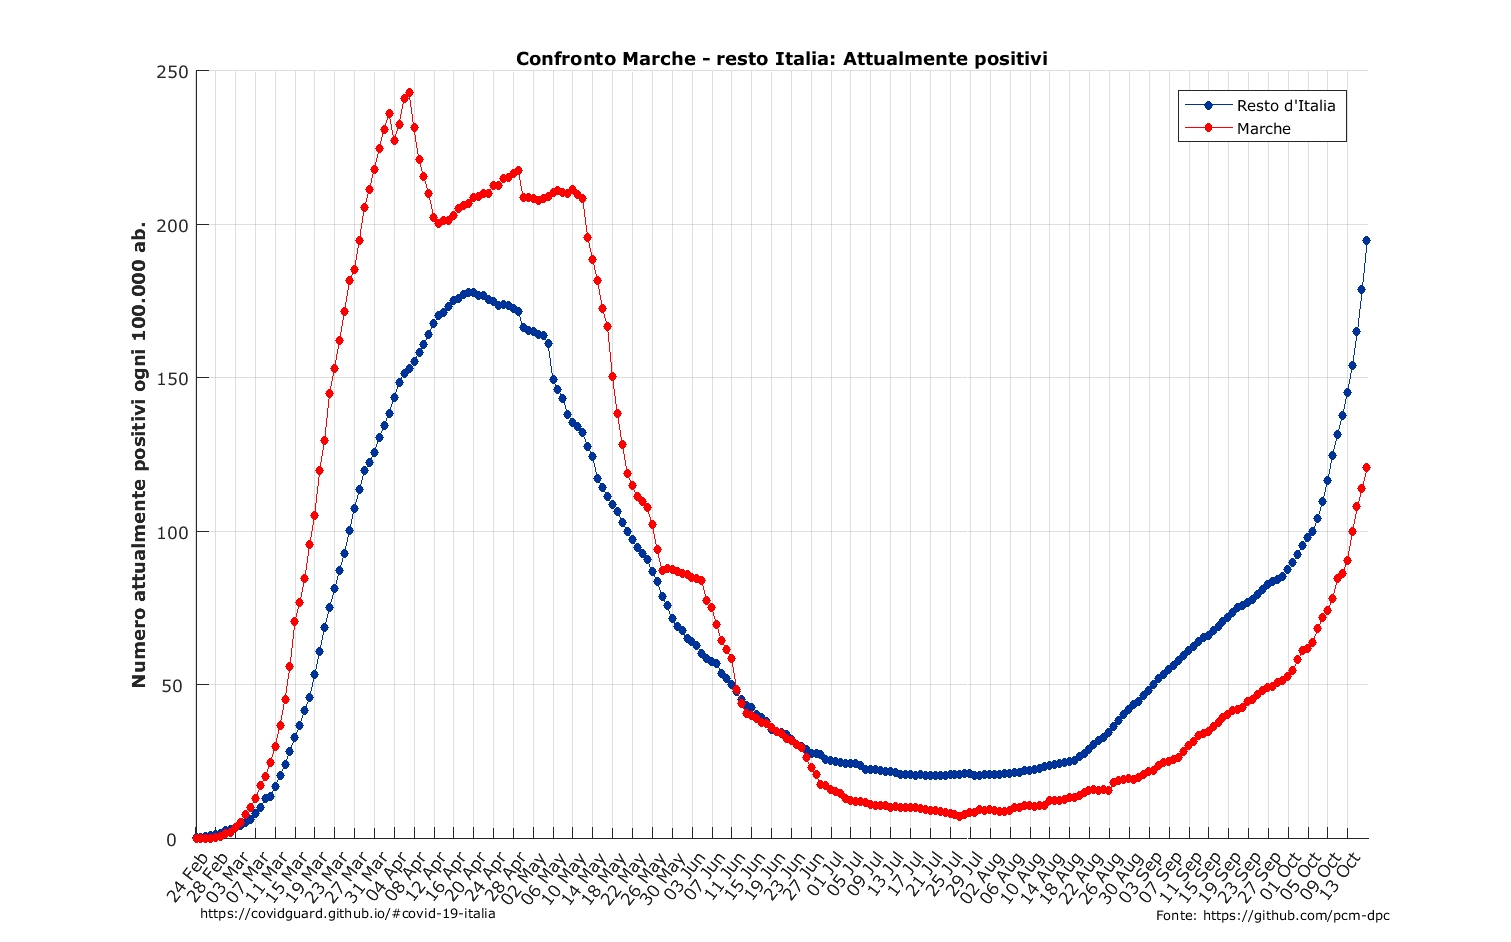 Confronto Marche - resto Italia: Attualmente positivi
Numero attualmente positivi ogni 100.000 ab.
250
200
150
100
50
0
Resto d'Italia
Marche
24 Feb
28 Feb
03 Mar
07 Mar
11 Mar
15 Mar
19 Mar
23 Mar
27 Mar
31 Mar
04 Apr
08 Apr
12 Apr
16 Apr
20 Apr
24 Apr
28 Apr
02 May
06 May
10 May
14 May
18 May
22 May
26 May
30 May
03 Jun
07 Jun
11 Jun
15 Jun
19 Jun
23 Jun
27 Jun
01 Jul
05 Jul
09 Jul
13 Jul
17 Jul
21 Jul
25 Jul
29 Jul
02 Aug
06 Aug
10 Aug
14 Aug
18 Aug
22 Aug
26 Aug
30 Aug
03 Sep
07 Sep
11 Sep
15 Sep
19 Sep
23 Sep
27 Sep
01 Oct
05 Oct
09 Oct
13 Oct
https://covidguard.github.io/#covid-19-italia
Fonte: https://github.com/pcm-dpc